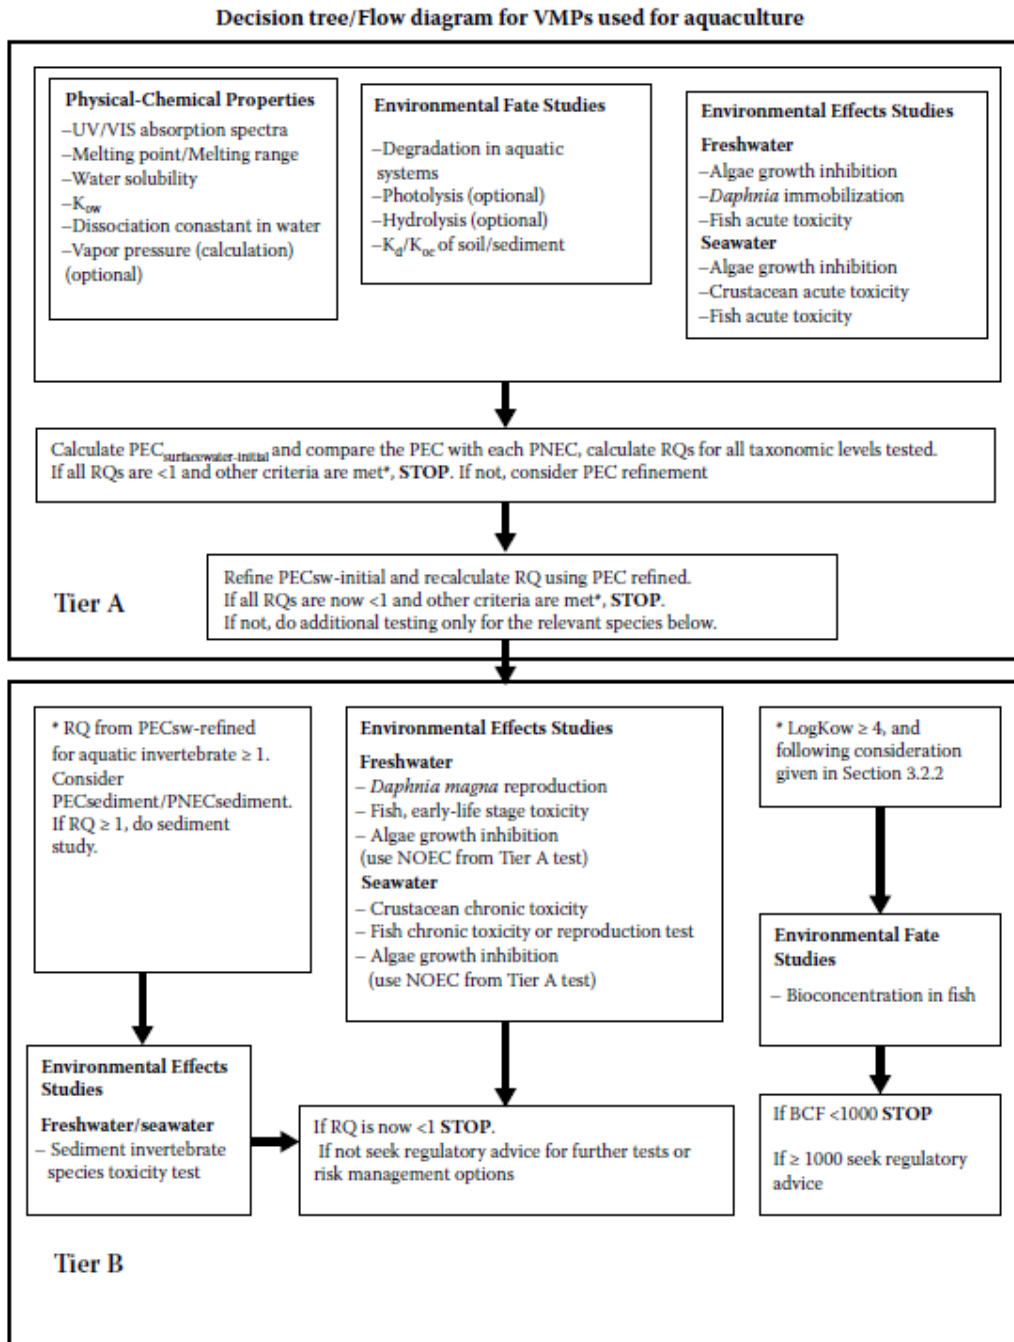 Decision tree/Flow diagram for VMPs used for aquaculture
Physical-Chemical Properties
–UV/VIS absorption spectra
–Melting point/Melting range
–Water solubility
–Kow
–Dissociation conastant in water
–Vapor pressure (calculation)
(optional)
Environmental Fate Studies
–Degradation in aquatic
systems
–Photolysis (optional)
–Hydrolysis (optional)
–Kd/Koc of soil/sediment
Environmental Effects Studies
Freshwater
–Algae growth inhibition
–Daphnia immobilization
–Fish acute toxicity
Seawater
–Algae growth inhibition
–Crustacean acute toxicity
–Fish acute toxicity
Calculate PECsurfacewater-initial and compare the PEC with each PNEC, calculate RQs for all taxonomic levels tested.
If all RQs are <1 and other criteria are met*, STOP. If not, consider PEC refinement
Refine PECsw-initial and recalculate RQ using PEC refined.
If all RQs are now <1 and other criteria are met*, STOP.
If not, do additional testing only for the relevant species below.
Tier A
* RQ from PECsw-refined
for aquatic invertebrate ≥ 1.
Consider
PECsediment/PNECsediment.
If RQ ≥ 1, do sediment
study.
Environmental Effects Studies
Freshwater
– Daphnia magna reproduction
– Fish, early-life stage toxicity
– Algae growth inhibition
(use NOEC from Tier A test)
Seawater
– Crustacean chronic toxicity
– Fish chronic toxicity or reproduction test
– Algae growth inhibition
(use NOEC from Tier A test)
* LogKow ≥ 4, and
following consideration
given in Section 3.2.2
Environmental Fate
Studies
– Bioconcentration in fish
Environmental Effects
Studies
Freshwater/seawater
– Sediment invertebrate
species toxicity test
If RQ is now <1 STOP.
If not seek regulatory advice for further tests or
risk management options
If BCF <1000 STOP
If ≥ 1000 seek regulatory
advice
Tier B